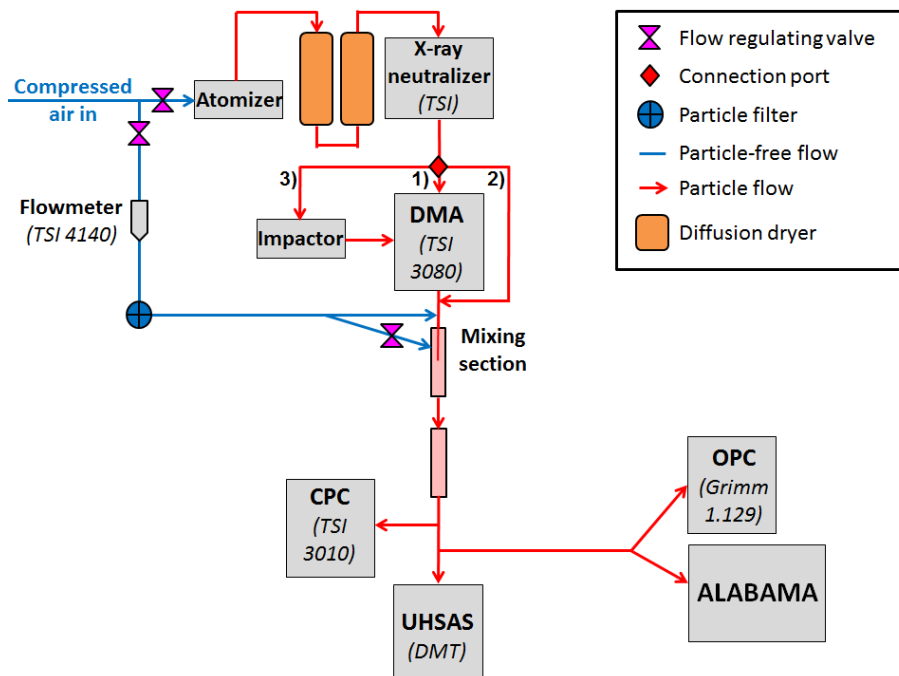 Compressed
air in
Atomizer
X-ray
neutralizer
(TSI)
Flow regulating valve
Connection port
Particle filter
Particle-free flow
Particle flow
Diffusion dryer
3)
1)
2)
Flowmeter
(TSI 4140)
Impactor
DMA
(TSI
3080)
Mixing
section
CPC
(TSI
3010)
OPC
(Grimm
1.129)
ALABAMA
UHSAS
(DMT)